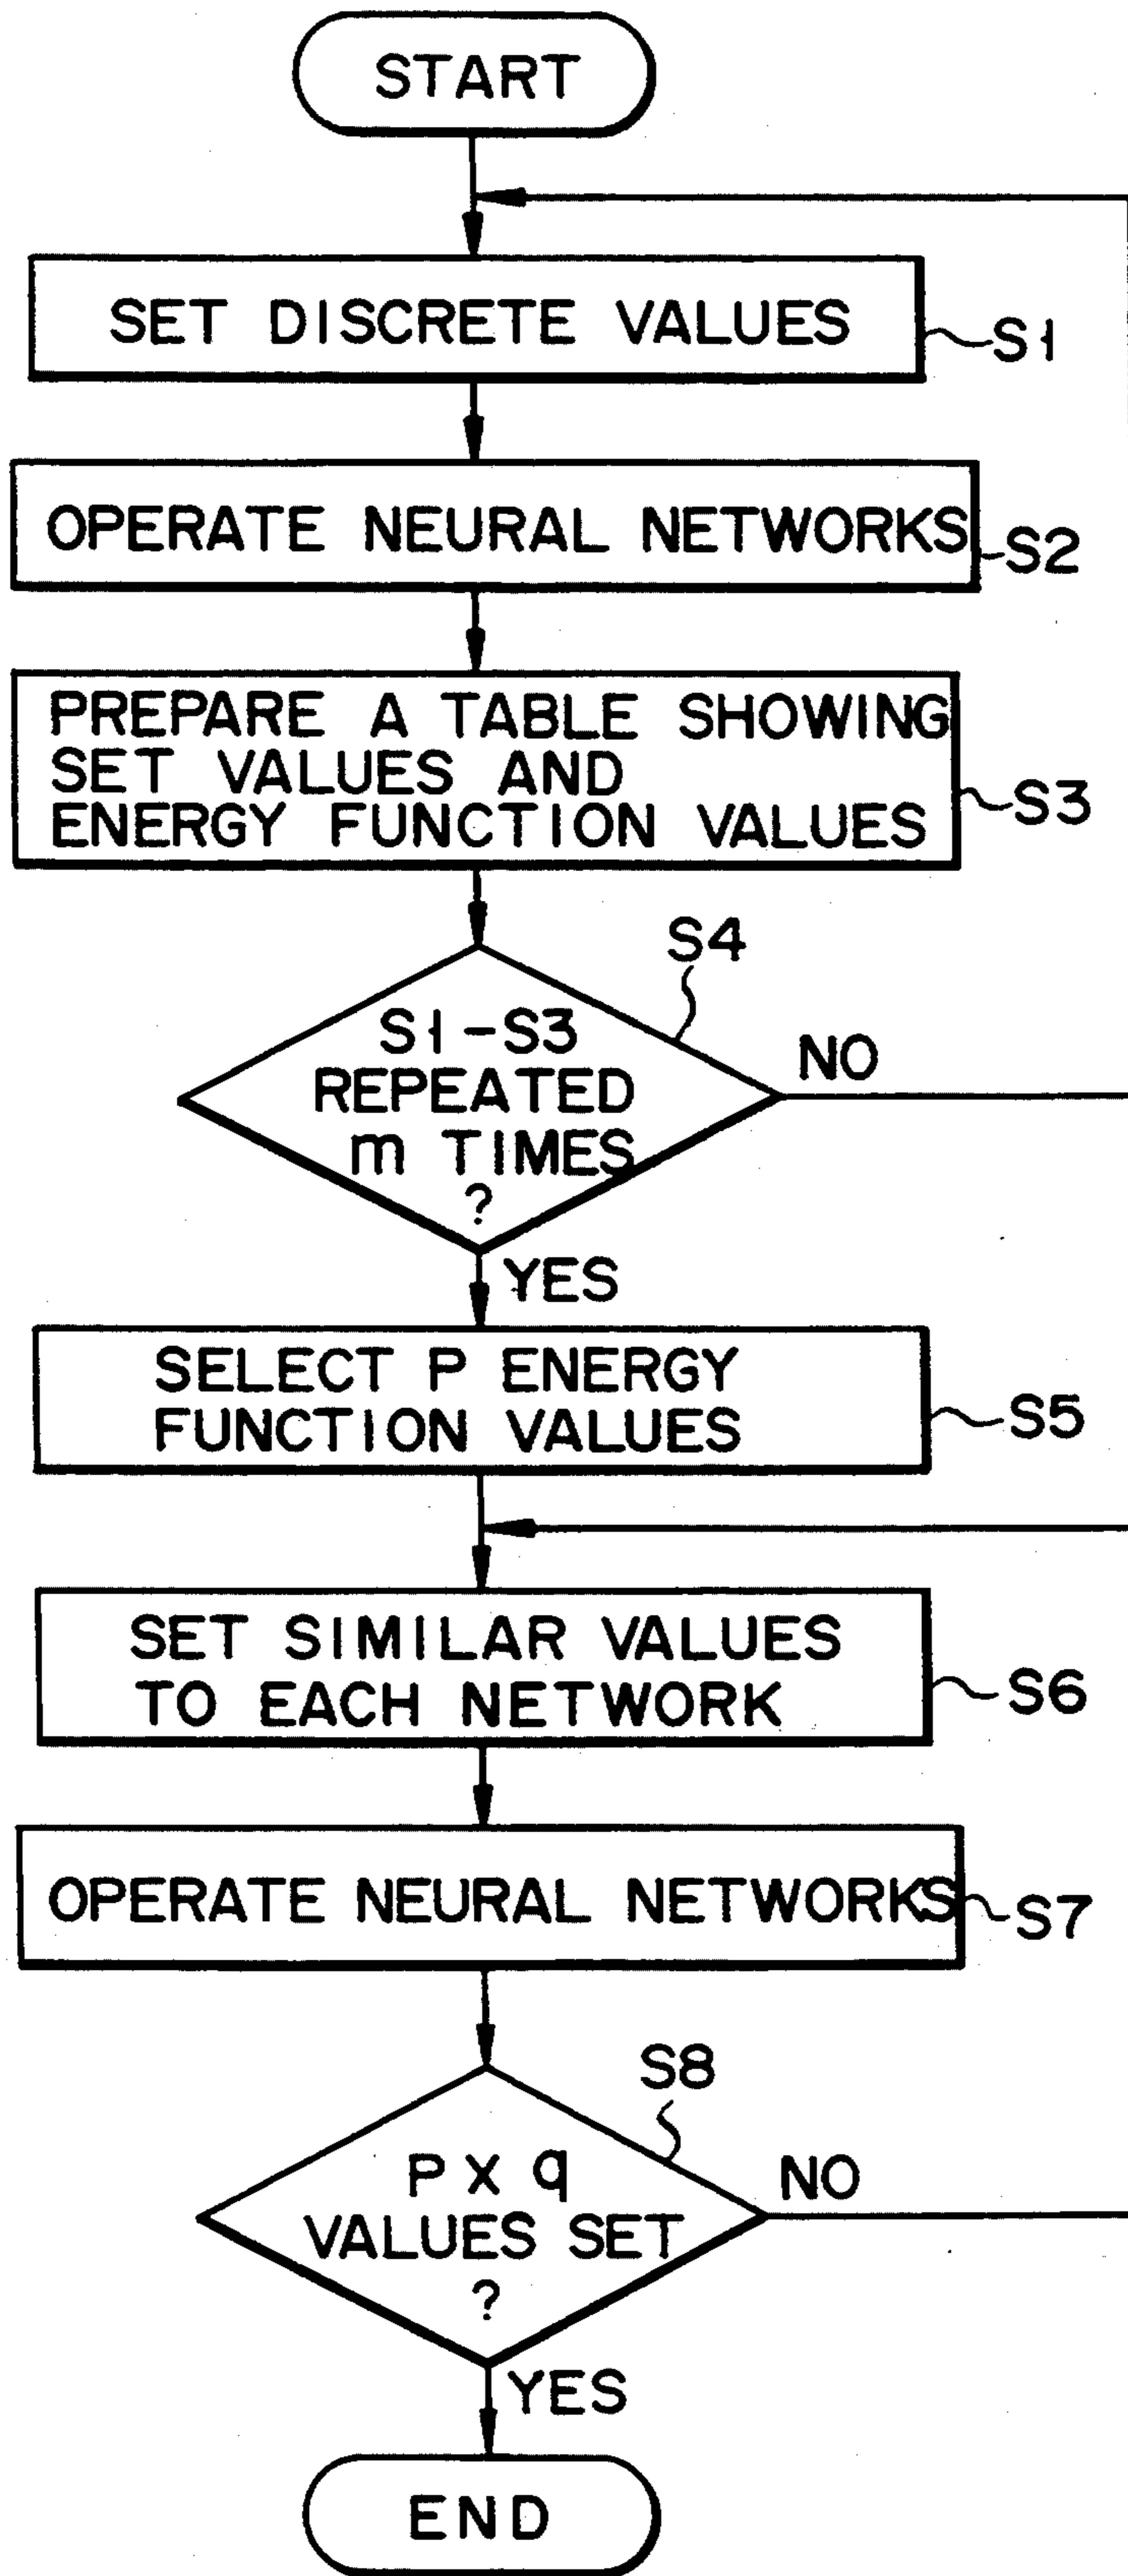 START
SET DISCRETE VALUES
S1
OPERATE NEURAL NETWORKS
S2
PREPARE A TABLE SHOWING
SET VALUES AND
ENERGY FUNCTION VALUES
S3
S4
S1-S3
REPEATED
m TIMES
?
NO
YES
SELECT P ENERGY
FUNCTION VALUES
S5
SET SIMILAR VALUES
TO EACH NETWORK
S6
OPERATE NEURAL NETWORKS
S7
S8
P x q
VALUES SET
?
NO
YES
END